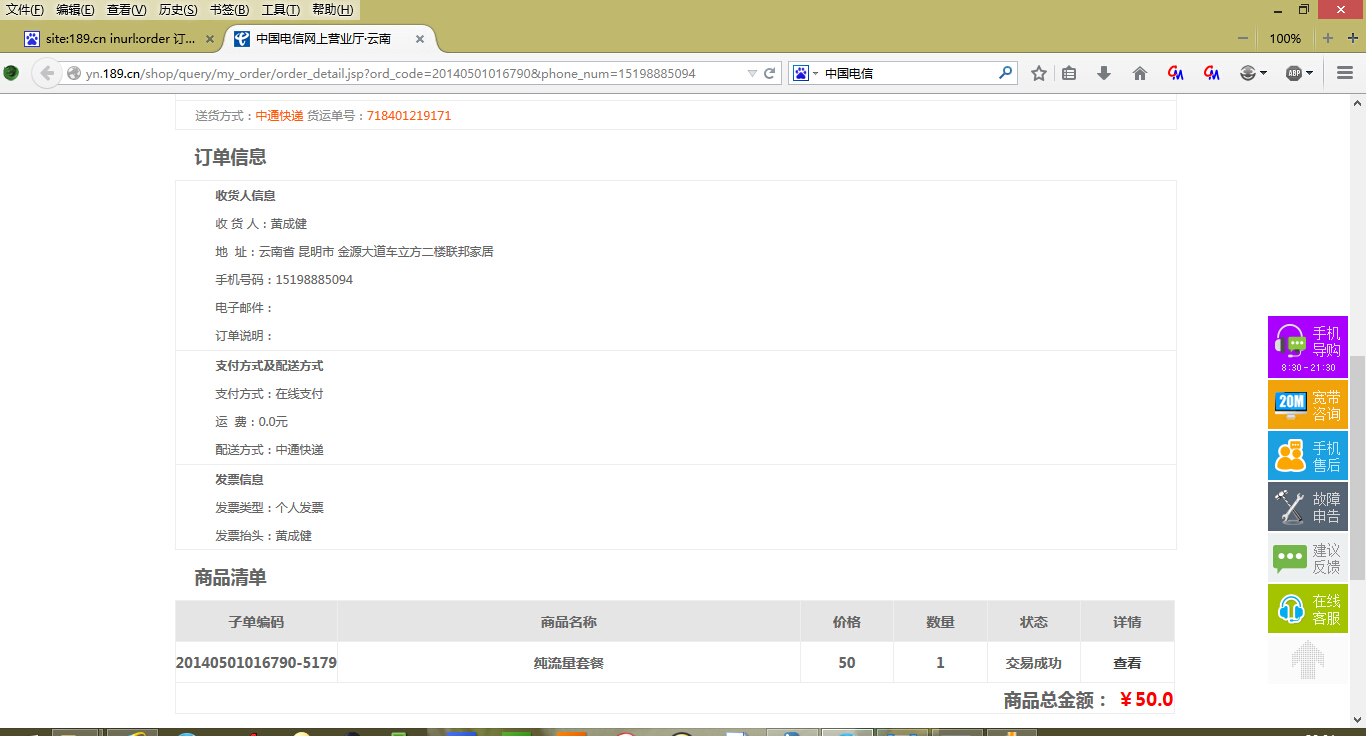 文件(F) 编辑(E) 查看(V) 历史(S) 书签(B) 工具(T) 帮助(H)
site:189.cn inurl:order 订... × 中国电信网上营业厅·云南 × 100%
yn.189.cn/shop/query/my_order/order_detail.jsp?ord_code=20140501016790&phone_num=15198885094 中国电信 ABP
送货方式：中通快递 货运单号：718401219171
订单信息
收货人信息
收 货 人：黄成健
地 址：云南省 昆明市 金源大道车立方二楼联邦家居
手机号码：15198885094
电子邮件：
订单说明：
支付方式及配送方式
支付方式：在线支付
运 费：0.0元
配送方式：中通快递
发票信息
发票类型：个人发票
发票抬头：黄成健
商品清单
子单编码 商品名称 价格 数量 状态 详情
20140501016790-5179 纯流量套餐 50 1 交易成功 查看
商品总金额： ￥50.0
手机
导购
8:30-21:30
20M 宽带
咨询
手机
售后
故障
申告
建议
反馈
在线
客服